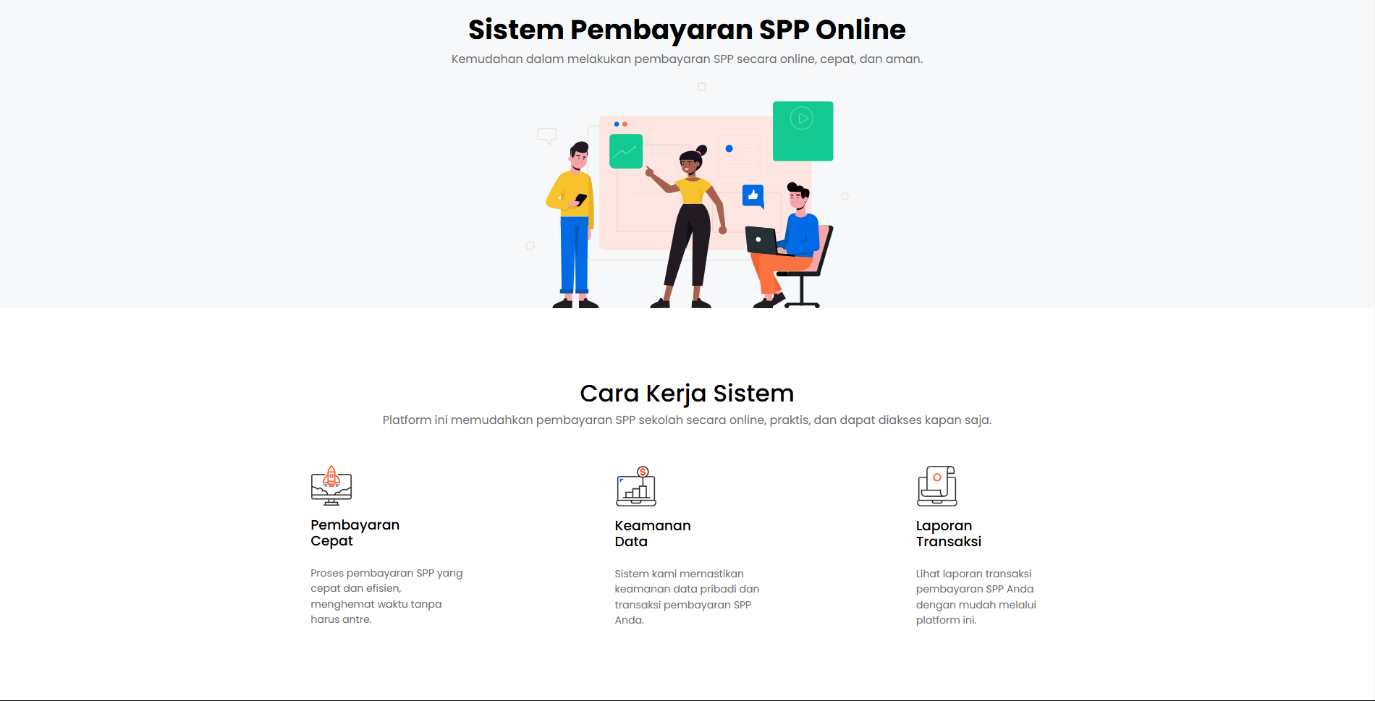 Sistem Pembayaran SPP Online
Kemudahan dalam melakukan pembayaran SPP secara online, cepat, dan aman.
Cara Kerja Sistem
Platform ini memudahkan pembayaran SPP sekolah secara online, praktis, dan dapat diakses kapan saja.
Pembayaran
Cepat
Proses pembayaran SPP yang
cepat dan efisien,
menghemat waktu tanpa
harus antre.
Keamanan
Data
Sistem kami memastikan
keamanan data pribadi dan
transaksi pembayaran SPP
Anda.
Laporan
Transaksi
Lihat laporan transaksi
pembayaran SPP Anda
dengan mudah melalui
platform ini.